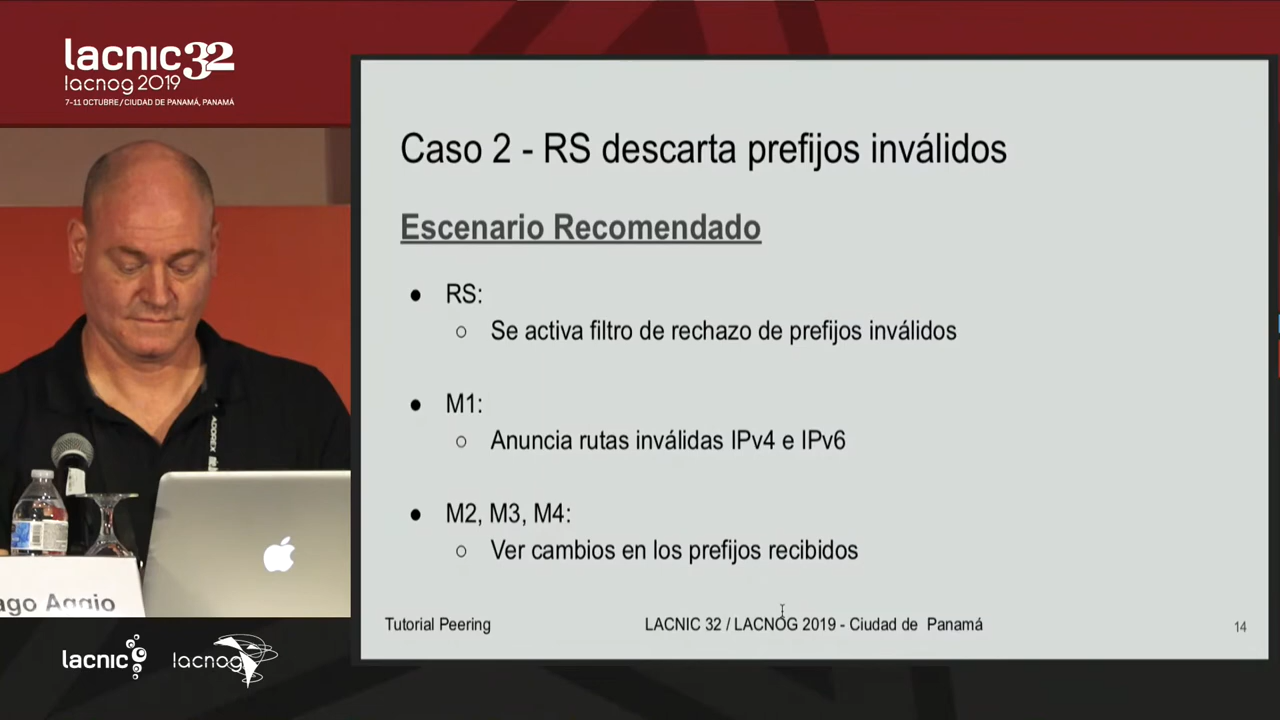 lacnic32
lacnog 2019
7-11 OCTUBRE / CIUDAD DE PANAMÁ, PANAMÁ
Caso 2 - RS descarta prefijos inválidos
Escenario Recomendado
● RS:
○ Se activa filtro de rechazo de prefijos inválidos
● M1:
○ Anuncia rutas inválidas IPv4 e IPv6
● M2, M3, M4:
○ Ver cambios en los prefijos recibidos
Tutorial Peering
LACNIC 32 / LACNOG 2019 - Ciudad de Panamá
14
ago Aggio
lacnic
lacnog